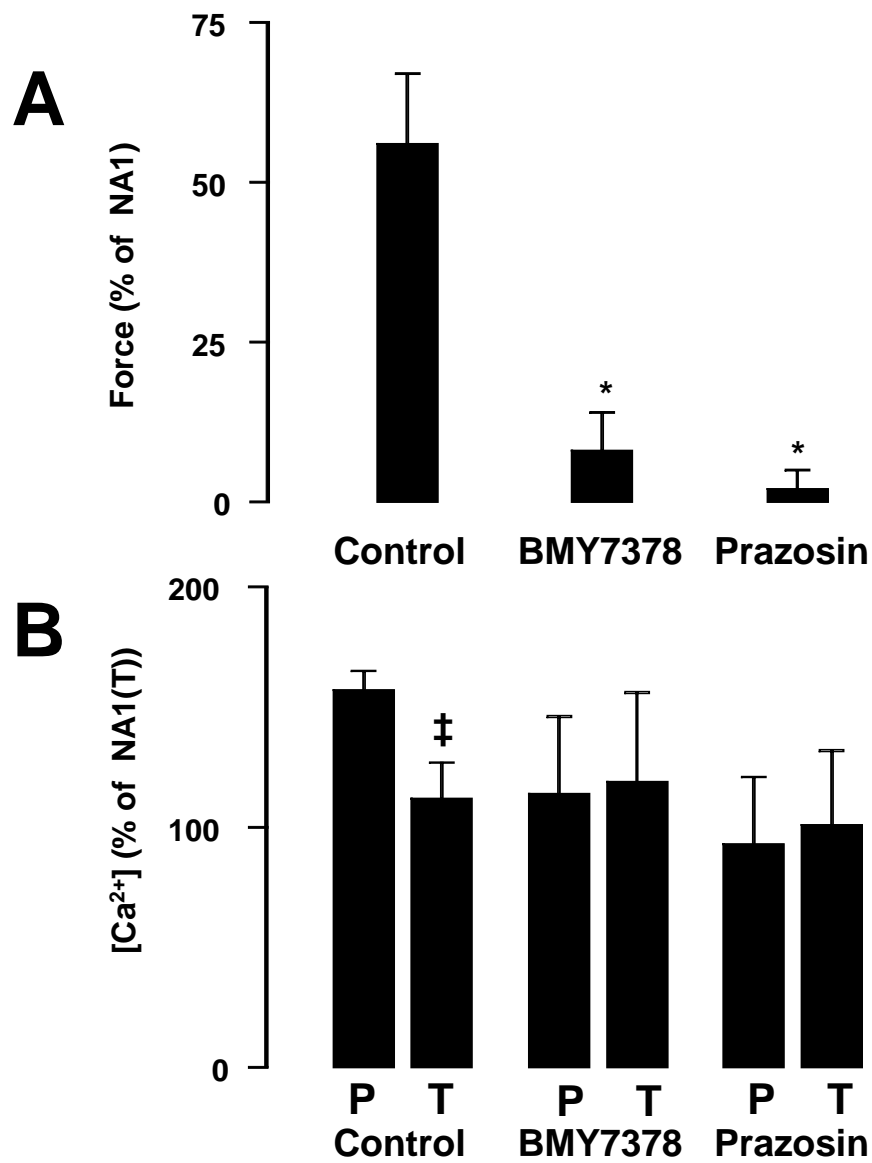 A
Force (% of NA1)
75
50
25
0
*
*
Control BMY7378 Prazosin
B
[Ca²⁺] (% of NA1(T))
200
100
0
‡
P T P T P T
Control BMY7378 Prazosin